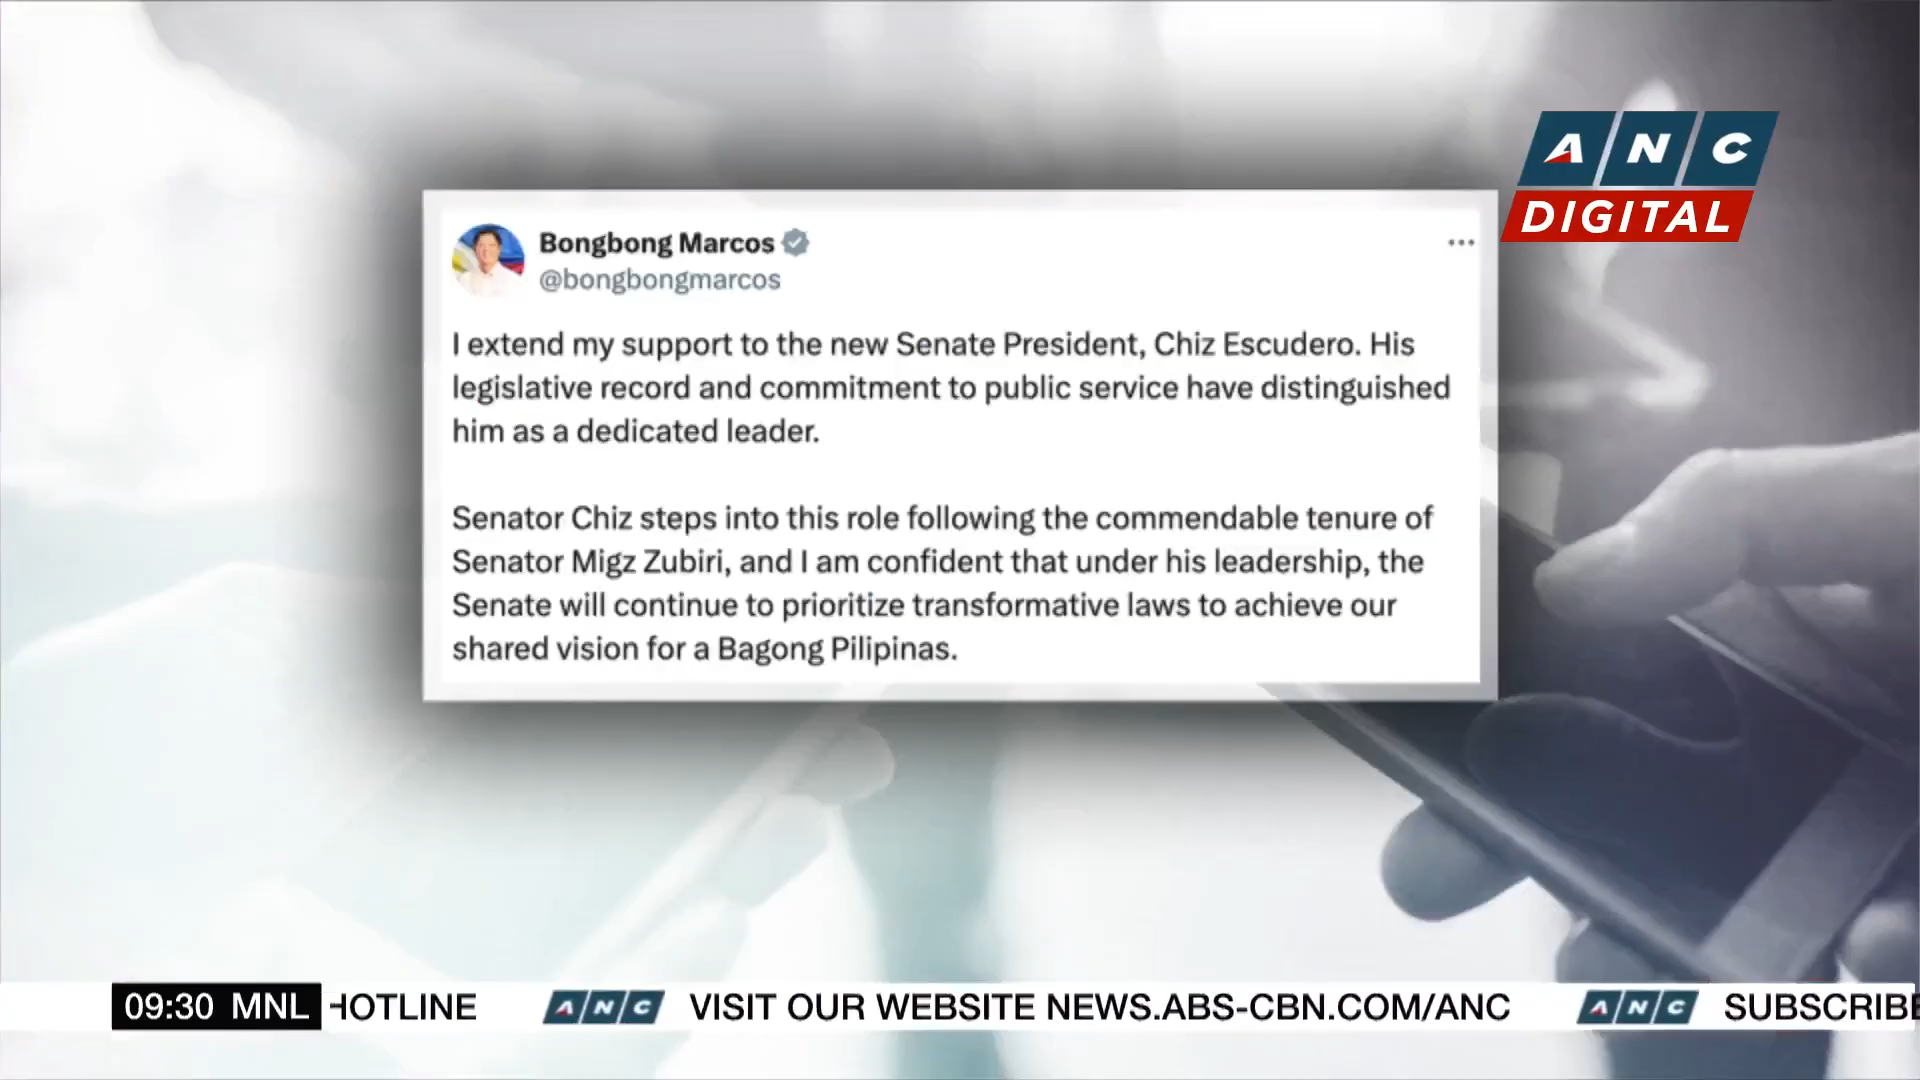 ANC
DIGITAL
Bongbong Marcos
@bongbongmarcos
I extend my support to the new Senate President, Chiz Escudero. His
legislative record and commitment to public service have distinguished
him as a dedicated leader.
Senator Chiz steps into this role following the commendable tenure of
Senator Migz Zubiri, and I am confident that under his leadership, the
Senate will continue to prioritize transformative laws to achieve our
shared vision for a Bagong Pilipinas.
09:30 MNL HOTLINE ANC VISIT OUR WEBSITE NEWS.ABS-CBN.COM/ANC ANC SUBSCRIBE